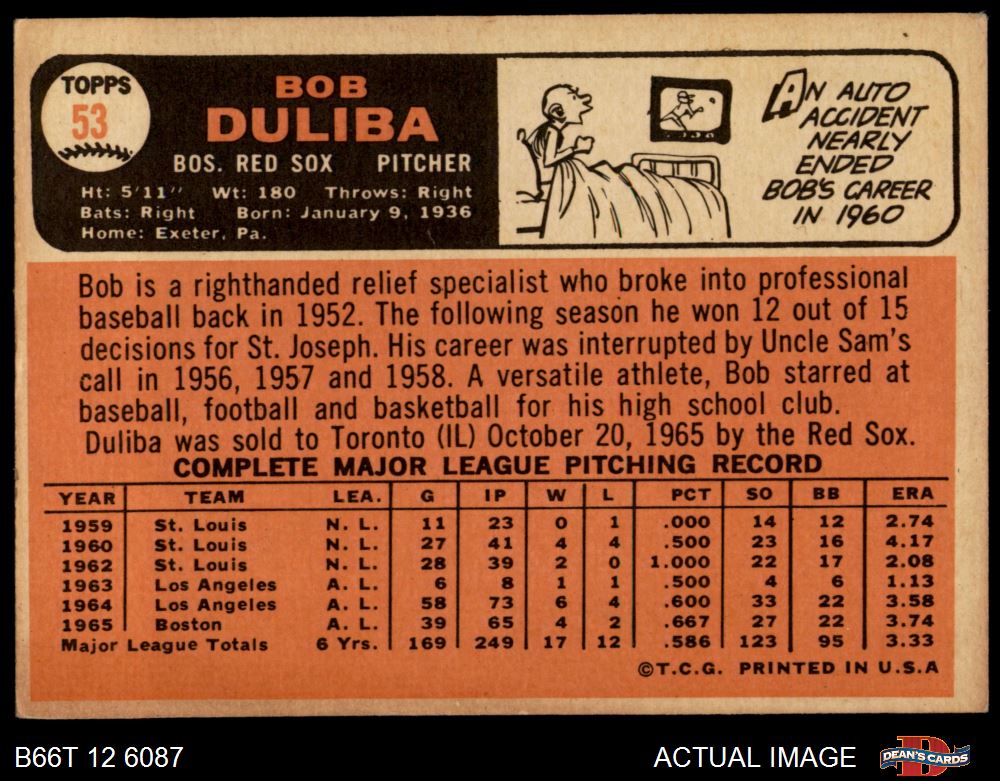 TOPPS
53
BOB
DULIBA
BOS. RED SOX PITCHER
Ht: 5'11" Wt: 180 Throws: Right
Bats: Right Born: January 9, 1936
Home: Exeter, Pa.
AN AUTO
ACCIDENT
NEARLY
ENDED
BOB'S CAREER
IN 1960
Bob is a righthanded relief specialist who broke into professional
baseball back in 1952. The following season he won 12 out of 15
decisions for St. Joseph. His career was interrupted by Uncle Sam's
call in 1956, 1957 and 1958. A versatile athlete, Bob starred at
baseball, football and basketball for his high school club.
Duliba was sold to Toronto (IL) October 20, 1965 by the Red Sox.
COMPLETE MAJOR LEAGUE PITCHING RECORD
YEAR TEAM LEA. G IP W L PCT SO BB ERA
1959 St. Louis N. L. 11 23 0 1 .000 14 12 2.74
1960 St. Louis N. L. 27 41 4 4 .500 23 16 4.17
1962 St. Louis N. L. 28 39 2 0 1.000 22 17 2.08
1963 Los Angeles A. L. 6 8 1 1 .500 4 6 1.13
1964 Los Angeles A. L. 58 73 6 4 .600 33 22 3.58
1965 Boston A. L. 39 65 4 2 .667 27 22 3.74
Major League Totals 6 Yrs. 169 249 17 12 .586 123 95 3.33
©T.C.G. PRINTED IN U.S.A
B66T 12 6087
ACTUAL IMAGE
DEAN'S CARDS